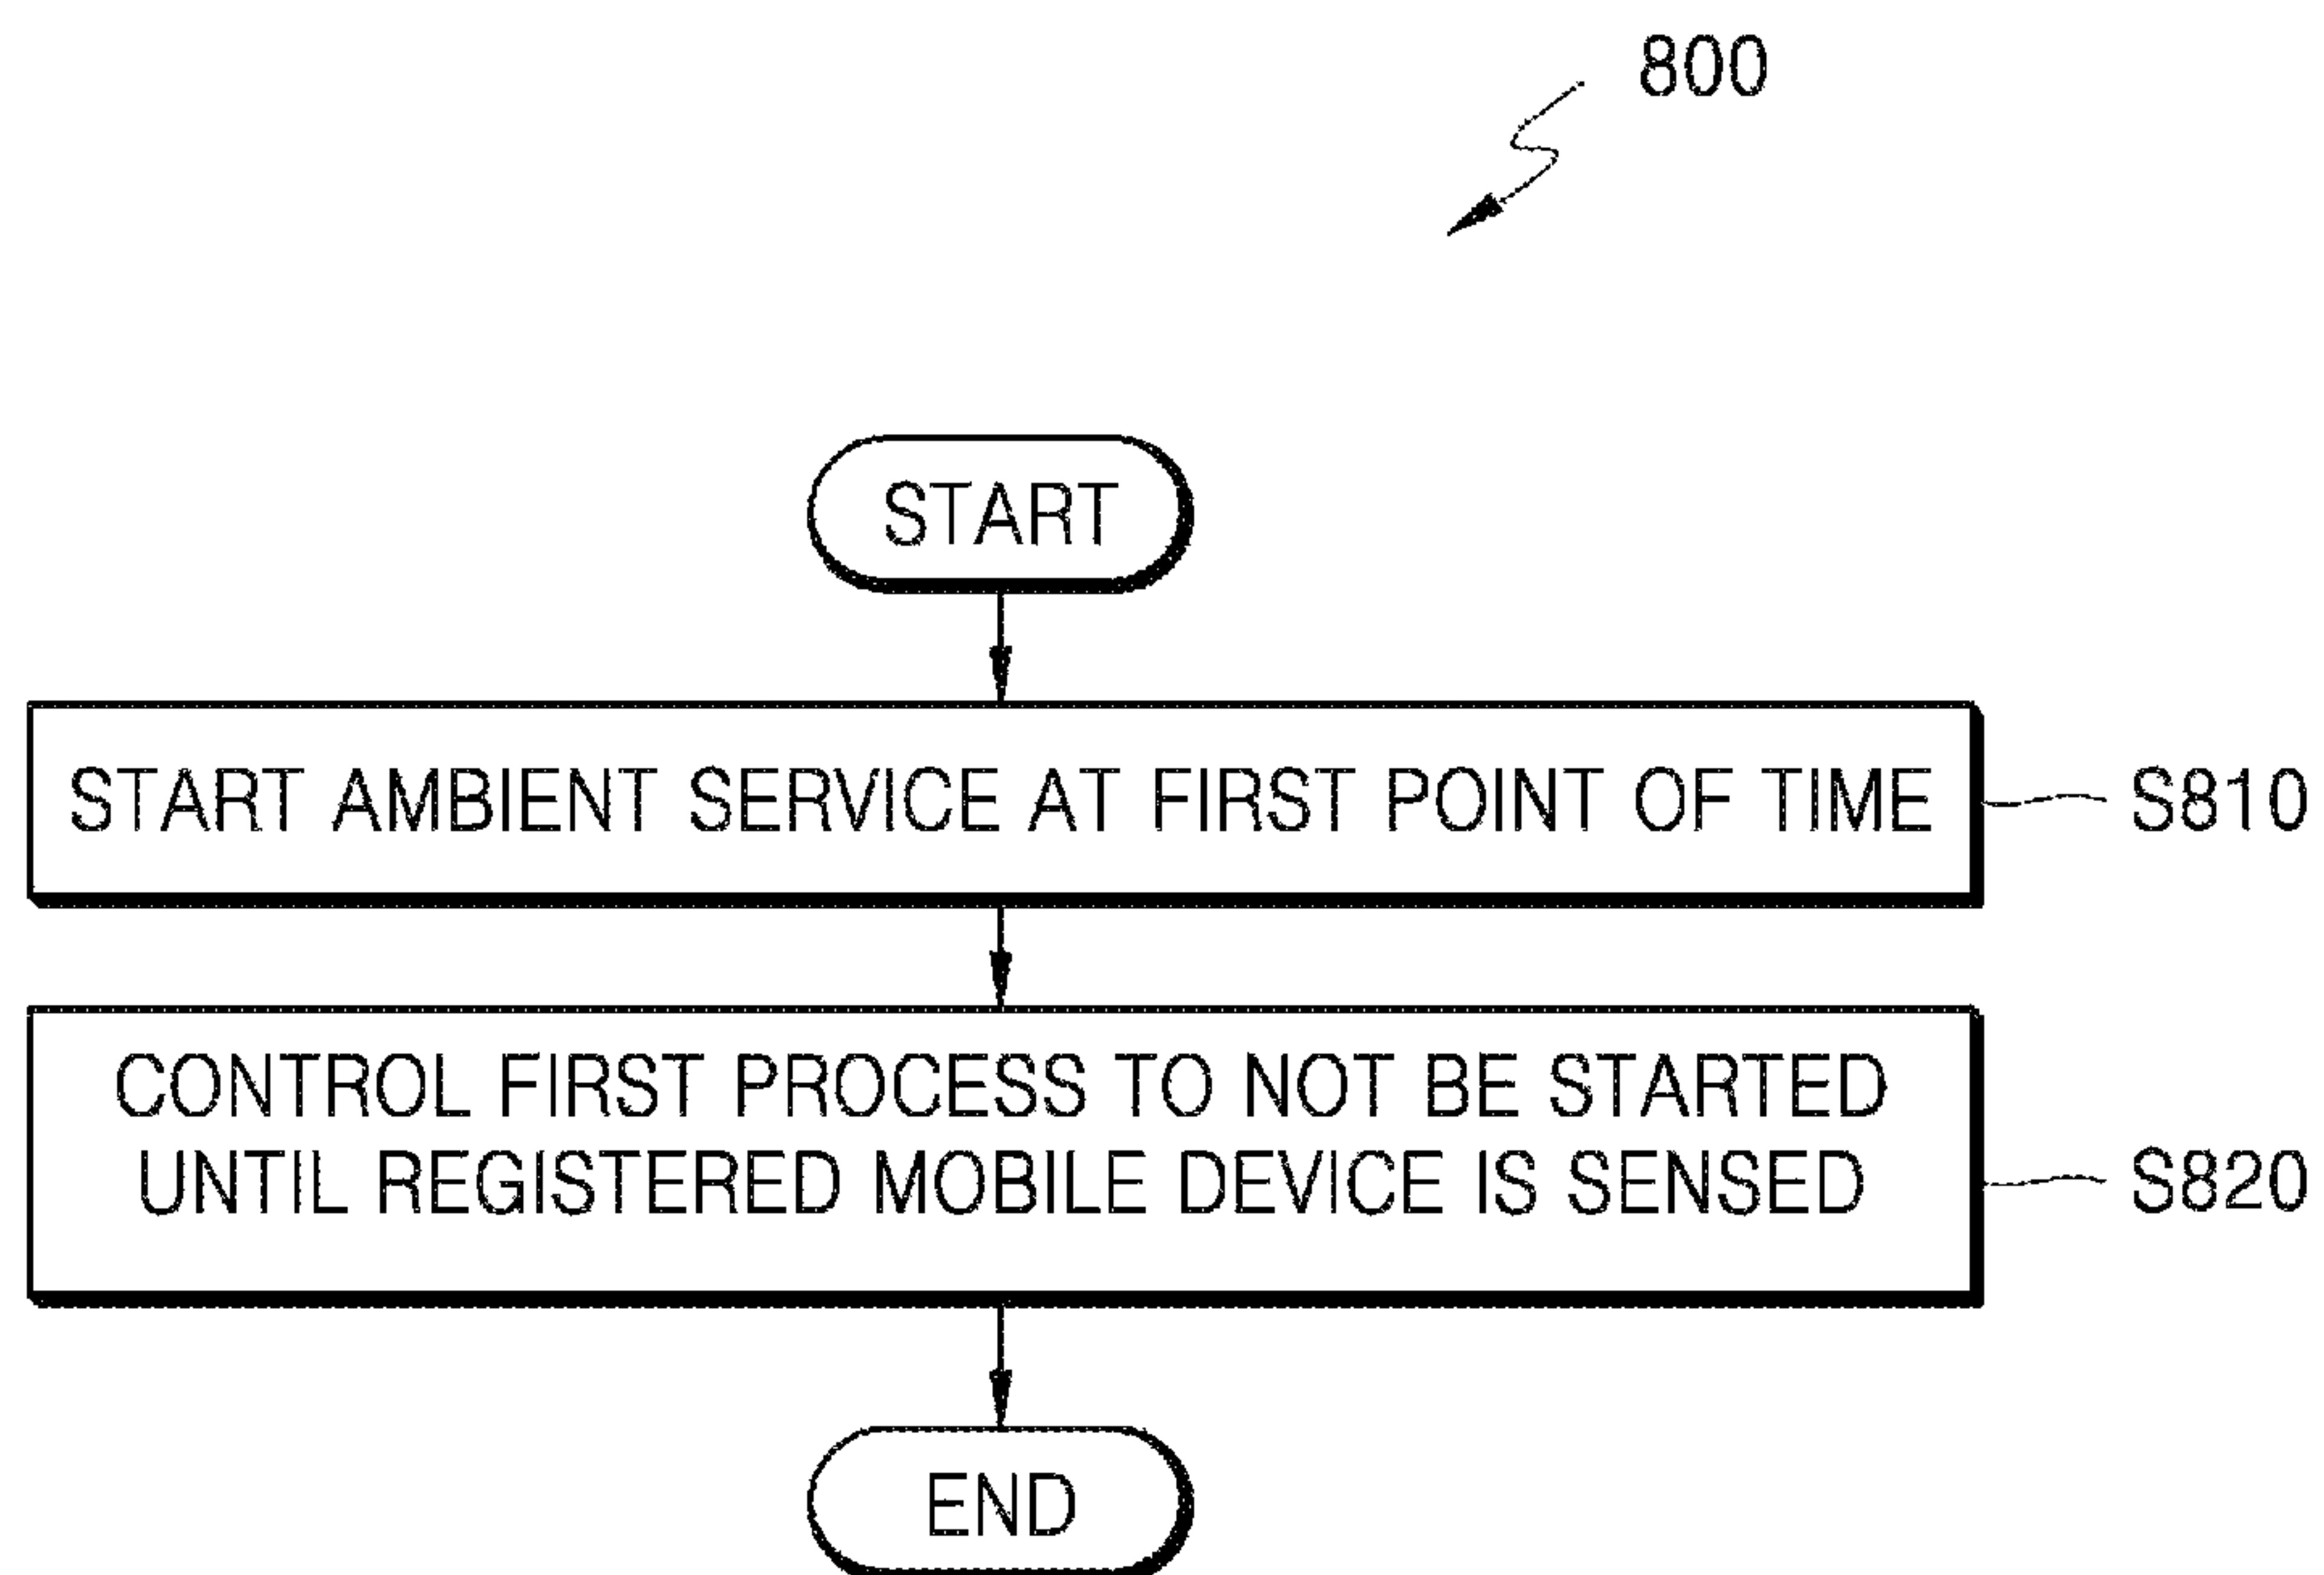 800
START
START AMBIENT SERVICE AT FIRST POINT OF TIME
S810
CONTROL FIRST PROCESS TO NOT BE STARTED
UNTIL REGISTERED MOBILE DEVICE IS SENSED
S820
END